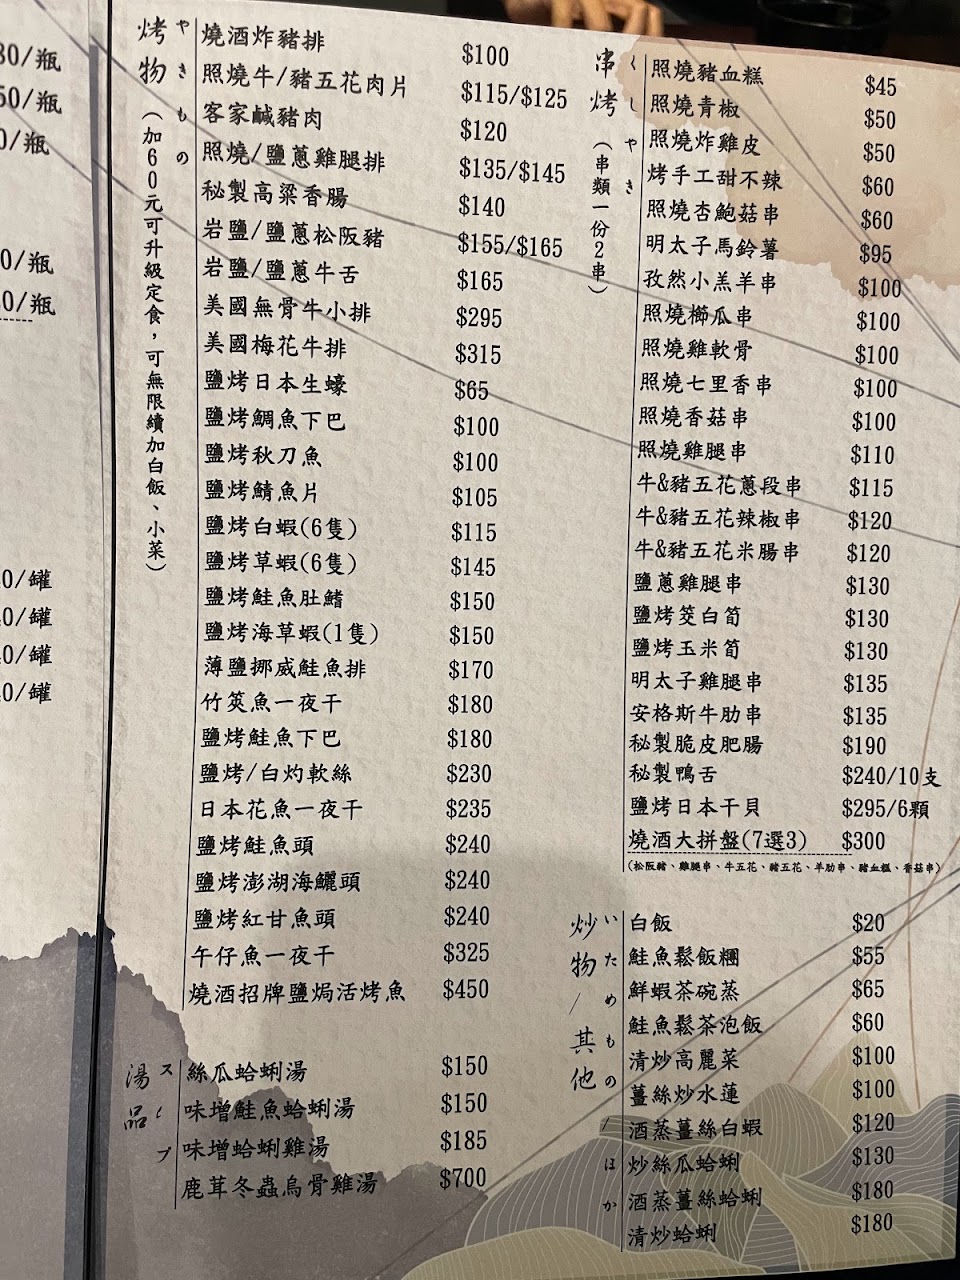 80/瓶
50/瓶
0/瓶
0/瓶
0/瓶
0/罐
0/罐
0/罐
0/罐
烤物
やきもの
(加60元可升級定食，可無限續加白飯、小菜)
燒酒炸豬排 $100
照燒牛/豬五花肉片 $115/$125
客家鹹豬肉 $120
照燒/鹽蔥雞腿排 $135/$145
秘製高粱香腸 $140
岩鹽/鹽蔥松阪豬 $155/$165
岩鹽/鹽蔥牛舌 $165
美國無骨牛小排 $295
美國梅花牛排 $315
鹽烤日本生蠔 $65
鹽烤鯛魚下巴 $100
鹽烤秋刀魚 $100
鹽烤鯖魚片 $105
鹽烤白蝦(6隻) $115
鹽烤草蝦(6隻) $145
鹽烤鮭魚肚鰭 $150
鹽烤海草蝦(1隻) $150
薄鹽挪威鮭魚排 $170
竹筴魚一夜干 $180
鹽烤鮭魚下巴 $180
鹽烤/白灼軟絲 $230
日本花魚一夜干 $235
鹽烤鮭魚頭 $240
鹽烤澎湖海鱺頭 $240
鹽烤紅甘魚頭 $240
午仔魚一夜干 $325
燒酒招牌鹽焗活烤魚 $450
湯品
スープ
絲瓜蛤蜊湯 $150
味增鮭魚蛤蜊湯 $150
味增蛤蜊雞湯 $185
鹿茸冬蟲烏骨雞湯 $700
串烤
くしやき
(串類一份2串)
照燒豬血糕 $45
照燒青椒 $50
照燒炸雞皮 $50
烤手工甜不辣 $60
照燒杏鮑菇串 $60
明太子馬鈴薯 $95
孜然小羔羊串 $100
照燒櫛瓜串 $100
照燒雞軟骨 $100
照燒七里香串 $100
照燒香菇串 $100
照燒雞腿串 $110
牛&豬五花蔥段串 $115
牛&豬五花辣椒串 $120
牛&豬五花米腸串 $120
鹽蔥雞腿串 $130
鹽烤筊白筍 $130
鹽烤玉米筍 $130
明太子雞腿串 $135
安格斯牛肋串 $135
秘製脆皮肥腸 $190
秘製鴨舌 $240/10支
鹽烤日本干貝 $295/6顆
燒酒大拼盤(7選3) $300
(松阪豬、雞腿串、牛五花、豬五花、羊肋串、豬血糕、香菇串)
炒物/其他
いためもの/ほか
白飯 $20
鮭魚鬆飯糰 $55
鮮蝦茶碗蒸 $65
鮭魚鬆茶泡飯 $60
清炒高麗菜 $100
薑絲炒水蓮 $100
酒蒸薑絲白蝦 $120
炒絲瓜蛤蜊 $130
酒蒸薑絲蛤蜊 $180
清炒蛤蜊 $180